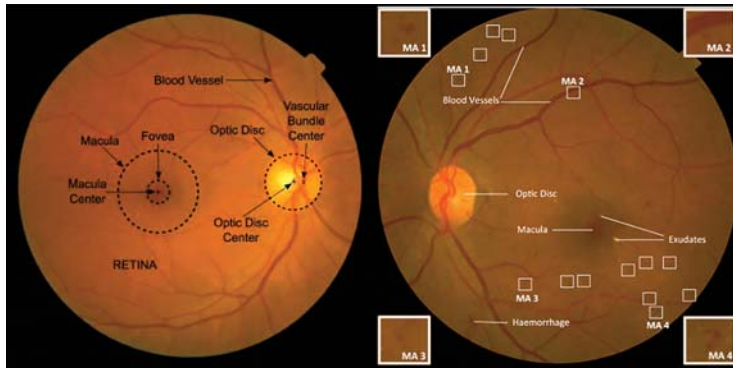 Blood Vessel
Vascular
Bundle
Center
Optic Disc
Macula
Fovea
Macula
Center
Optic Disc
Center
RETINA
MA 1
MA 2
MA 1
MA 2
Blood Vessels
Optic Disc
Macula
Exudates
MA 3
MA 4
Haemorrhage
MA 3
MA 4